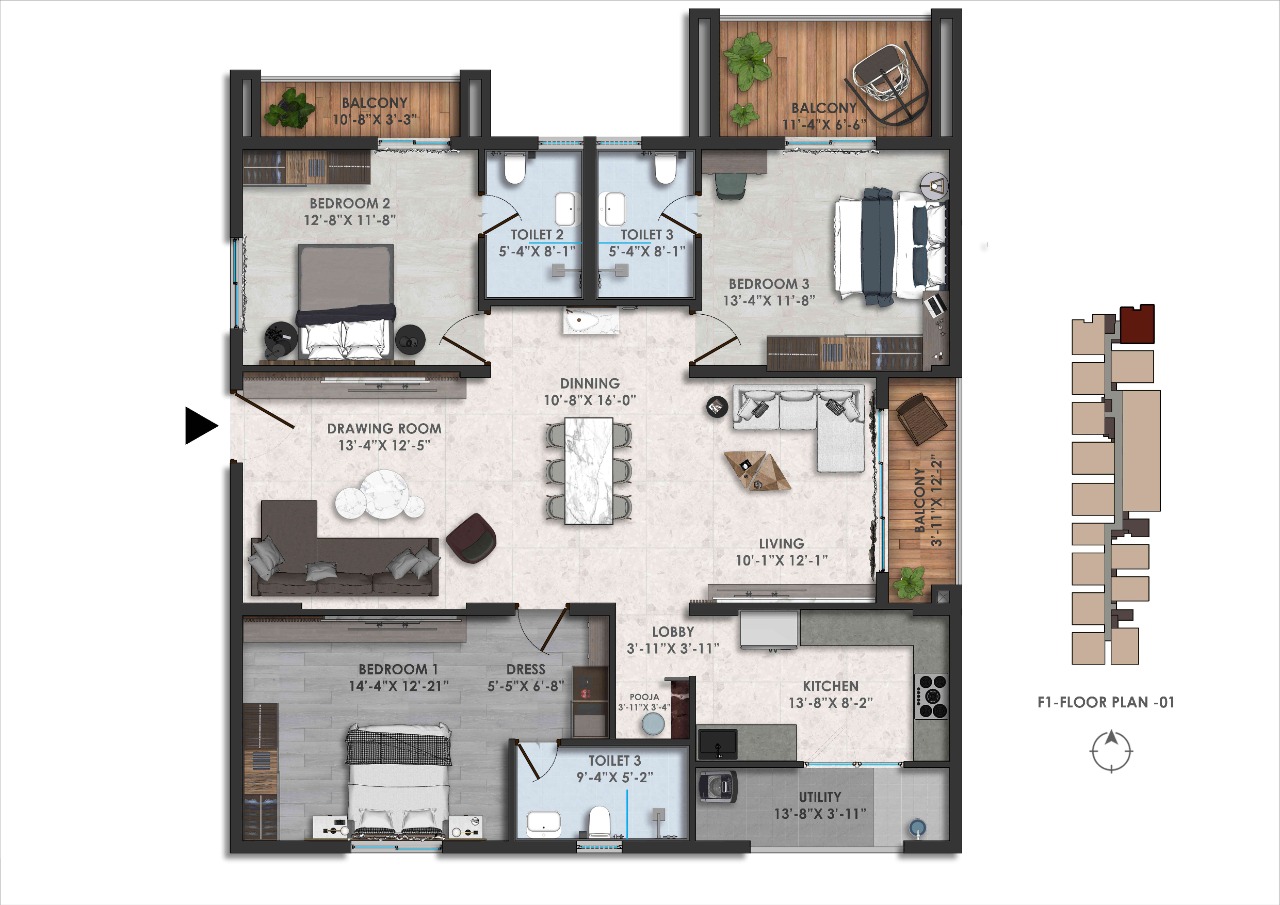 BALCONY
10'-8"X 3'-3"
BALCONY
11'-4"X 6'-6"
BEDROOM 2
12'-8"X 11'-8"
TOILET 2
5'-4"X 8'-1"
TOILET 3
5'-4"X 8'-1"
BEDROOM 3
13'-4"X 11'-8"
DINNING
10'-8"X 16'-0"
DRAWING ROOM
13'-4"X 12'-5"
LIVING
10'-1"X 12'-1"
BALCONY
3'-11"X 12'-2"
LOBBY
3'-11"X 3'-11"
BEDROOM 1
14'-4"X 12'-21"
DRESS
5'-5"X 6'-8"
POOJA
3'-11"X 3'-4"
KITCHEN
13'-8"X 8'-2"
TOILET 3
9'-4"X 5'-2"
UTILITY
13'-8"X 3'-11"
F1-FLOOR PLAN -01